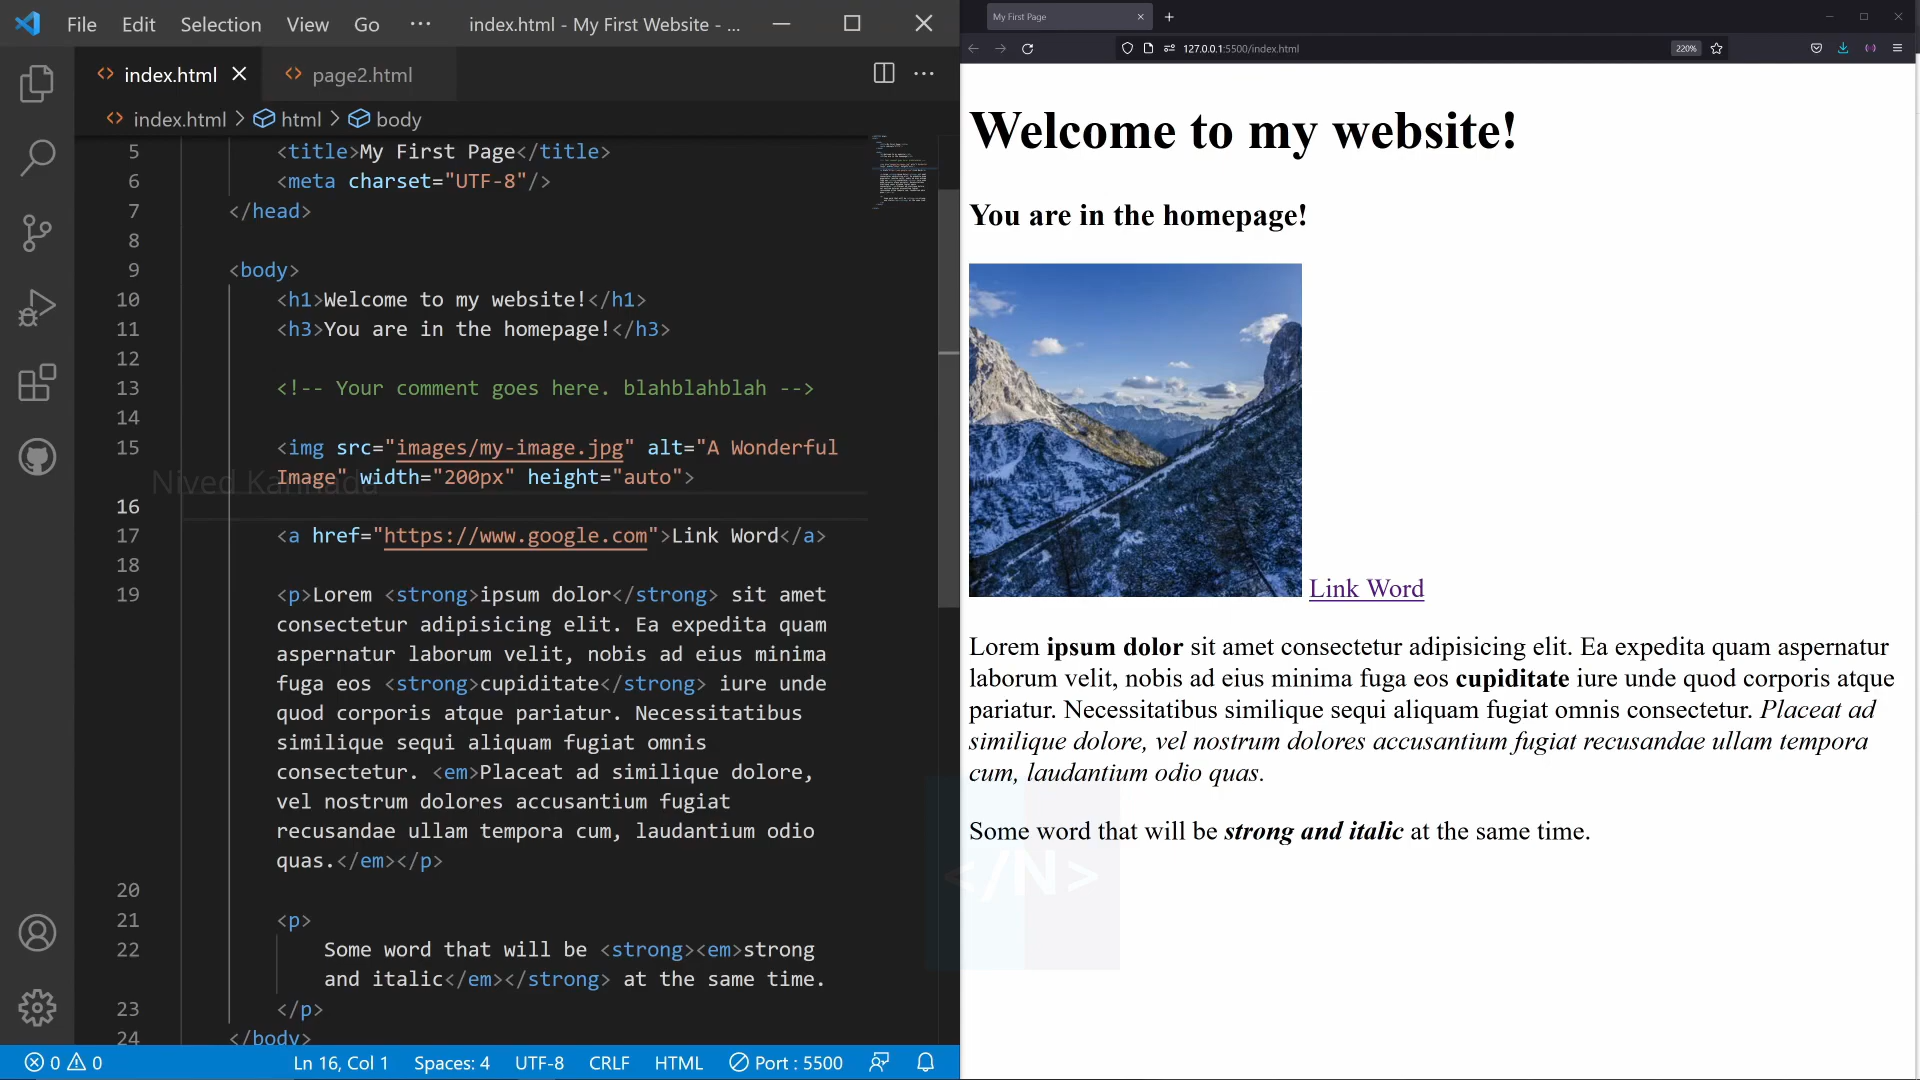 File Edit Selection View Go ··· index.html - My First Website - ...
index.html page2.html
index.html > html > body
5 <title>My First Page</title>
6 <meta charset="UTF-8"/>
7 </head>
8
9 <body>
10 <h1>Welcome to my website!</h1>
11 <h3>You are in the homepage!</h3>
12
13 <!-- Your comment goes here. blahblahblah -->
14
15 <img src="images/my-image.jpg" alt="A Wonderful
Image" width="200px" height="auto">
Nived Kannada
16
17 <a href="https://www.google.com">Link Word</a>
18
19 <p>Lorem <strong>ipsum dolor</strong> sit amet
consectetur adipisicing elit. Ea expedita quam
aspernatur laborum velit, nobis ad eius minima
fuga eos <strong>cupiditate</strong> iure unde
quod corporis atque pariatur. Necessitatibus
similique sequi aliquam fugiat omnis
consectetur. <em>Placeat ad similique dolore,
vel nostrum dolores accusantium fugiat
recusandae ullam tempora cum, laudantium odio
quas.</em></p>
20
21 <p>
22 Some word that will be <strong><em>strong
and italic</em></strong> at the same time.
23 </p>
24 </body>
0 0 Ln 16, Col 1 Spaces: 4 UTF-8 CRLF HTML Port : 5500
My First Page
127.0.0.1:5500/index.html 220%
Welcome to my website!
You are in the homepage!
Link Word
Lorem ipsum dolor sit amet consectetur adipisicing elit. Ea expedita quam aspernatur
laborum velit, nobis ad eius minima fuga eos cupiditate iure unde quod corporis atque
pariatur. Necessitatibus similique sequi aliquam fugiat omnis consectetur. Placeat ad
similique dolore, vel nostrum dolores accusantium fugiat recusandae ullam tempora
cum, laudantium odio quas.
Some word that will be strong and italic at the same time.
</N>